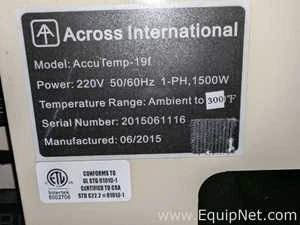 Across International
Model: AccuTemp-19f
Power: 220V 50/60Hz 1-PH, 1500W
Temperature Range: Ambient to 300°F
Serial Number: 2015061116
Manufactured: 06/2015
ETL
Intertek
5002706
CONFORMS TO
UL STD 61010-1
CERTIFIED TO CSA
STD C22.2 # 61010-1
www.EquipNet.com